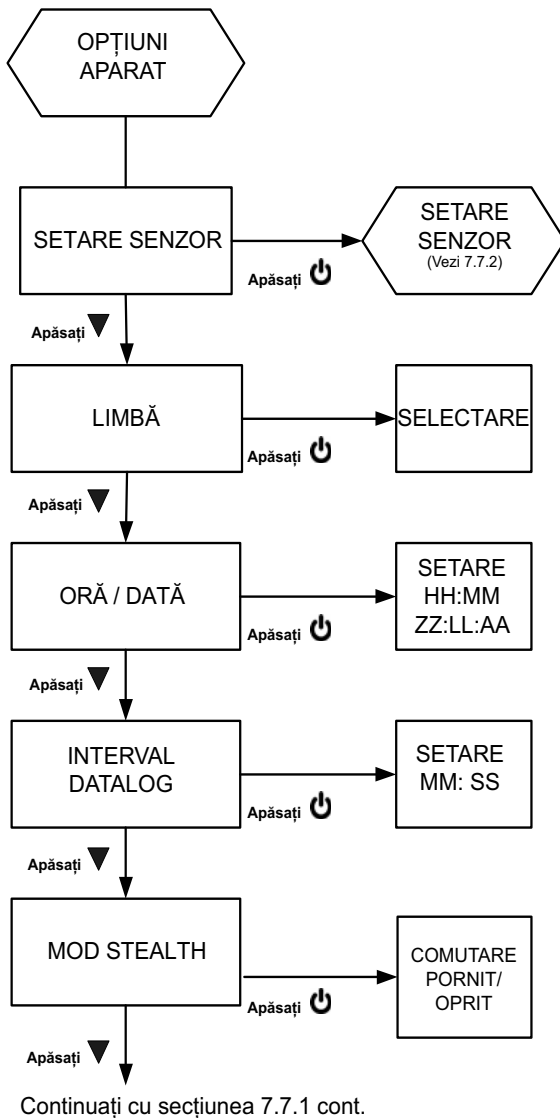 OPȚIUNI
APARAT
SETARE SENZOR
Apăsați
SETARE
SENZOR
(Vezi 7.7.2)
Apăsați
LIMBĂ
Apăsați
SELECTARE
Apăsați
ORĂ / DATĂ
Apăsați
SETARE
HH:MM
ZZ:LL:AA
Apăsați
INTERVAL
DATALOG
Apăsați
SETARE
MM: SS
Apăsați
MOD STEALTH
Apăsați
COMUTARE
PORNIT/
OPRIT
Apăsați
Continuați cu secțiunea 7.7.1 cont.